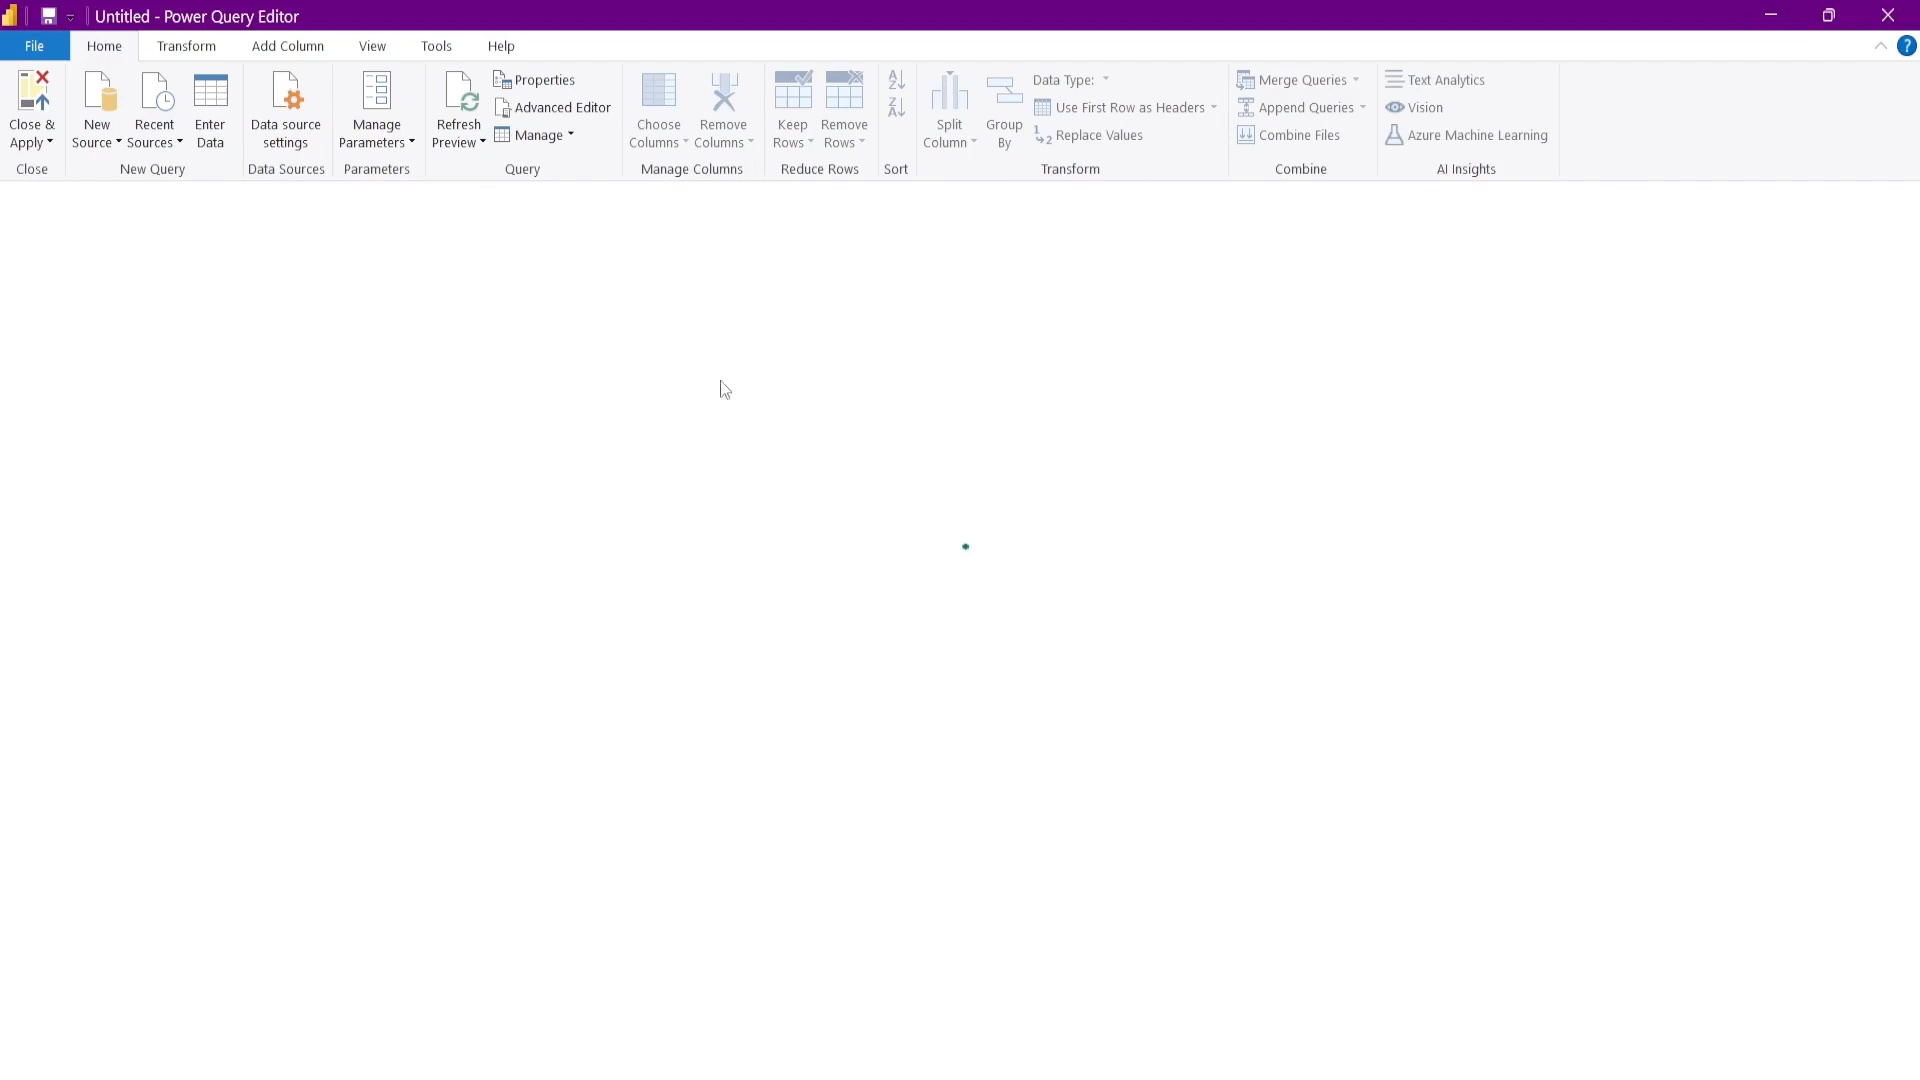 Untitled - Power Query Editor
File Home Transform Add Column View Tools Help
Close & Apply
New Source
Recent Sources
Enter Data
Data source settings
Manage Parameters
Refresh Preview
Properties
Advanced Editor
Manage
Choose Columns
Remove Columns
Keep Rows
Remove Rows
Split Column
Group By
Data Type:
Use First Row as Headers
Replace Values
Merge Queries
Append Queries
Combine Files
Text Analytics
Vision
Azure Machine Learning
Close New Query Data Sources Parameters Query Manage Columns Reduce Rows Sort Transform Combine AI Insights